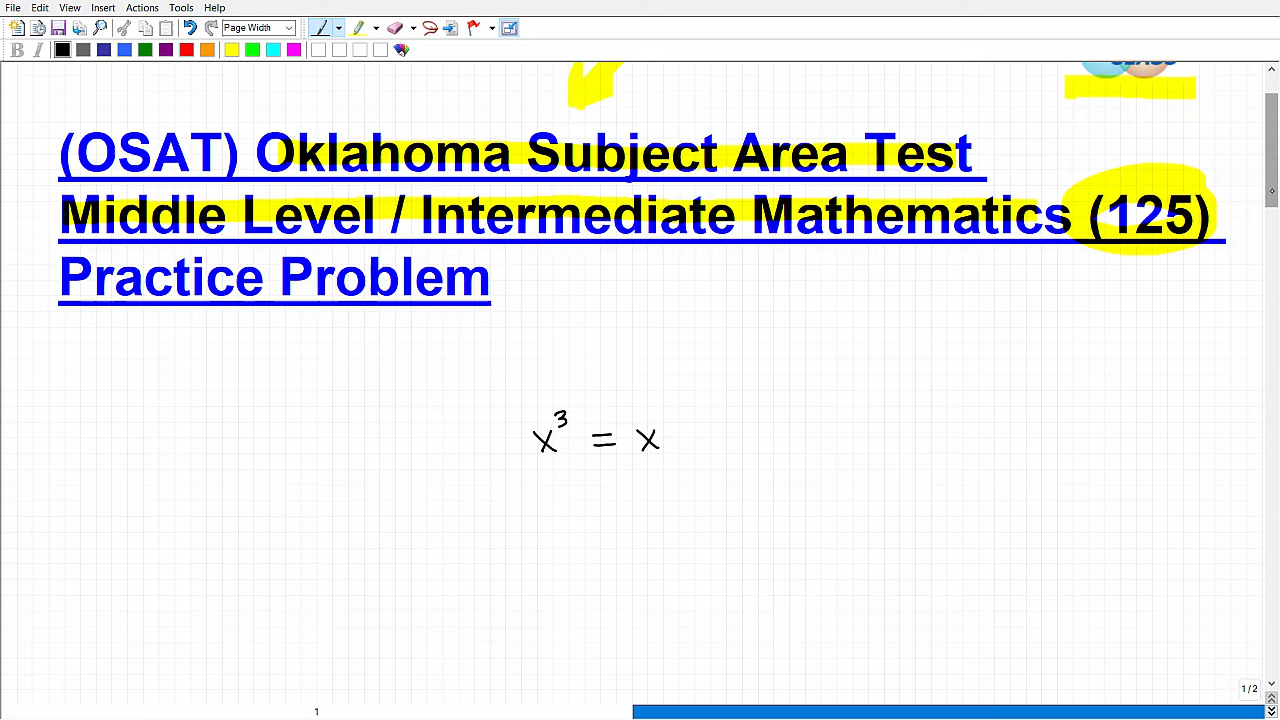 File Edit View Insert Actions Tools Help
Page Width
B I
CLASS
(OSAT) Oklahoma Subject Area Test
Middle Level / Intermediate Mathematics (125)
Practice Problem
x³ = x
1/2
1